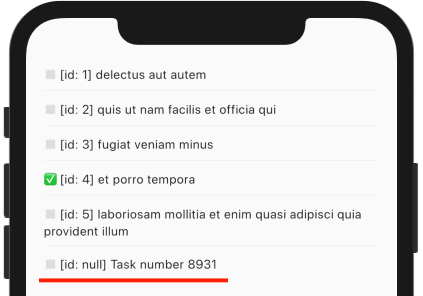 [id: 1] delectus aut autem
[id: 2] quis ut nam facilis et officia qui
[id: 3] fugiat veniam minus
[id: 4] et porro tempora
[id: 5] laboriosam mollitia et enim quasi adipisci quia
provident illum
[id: null] Task number 8931